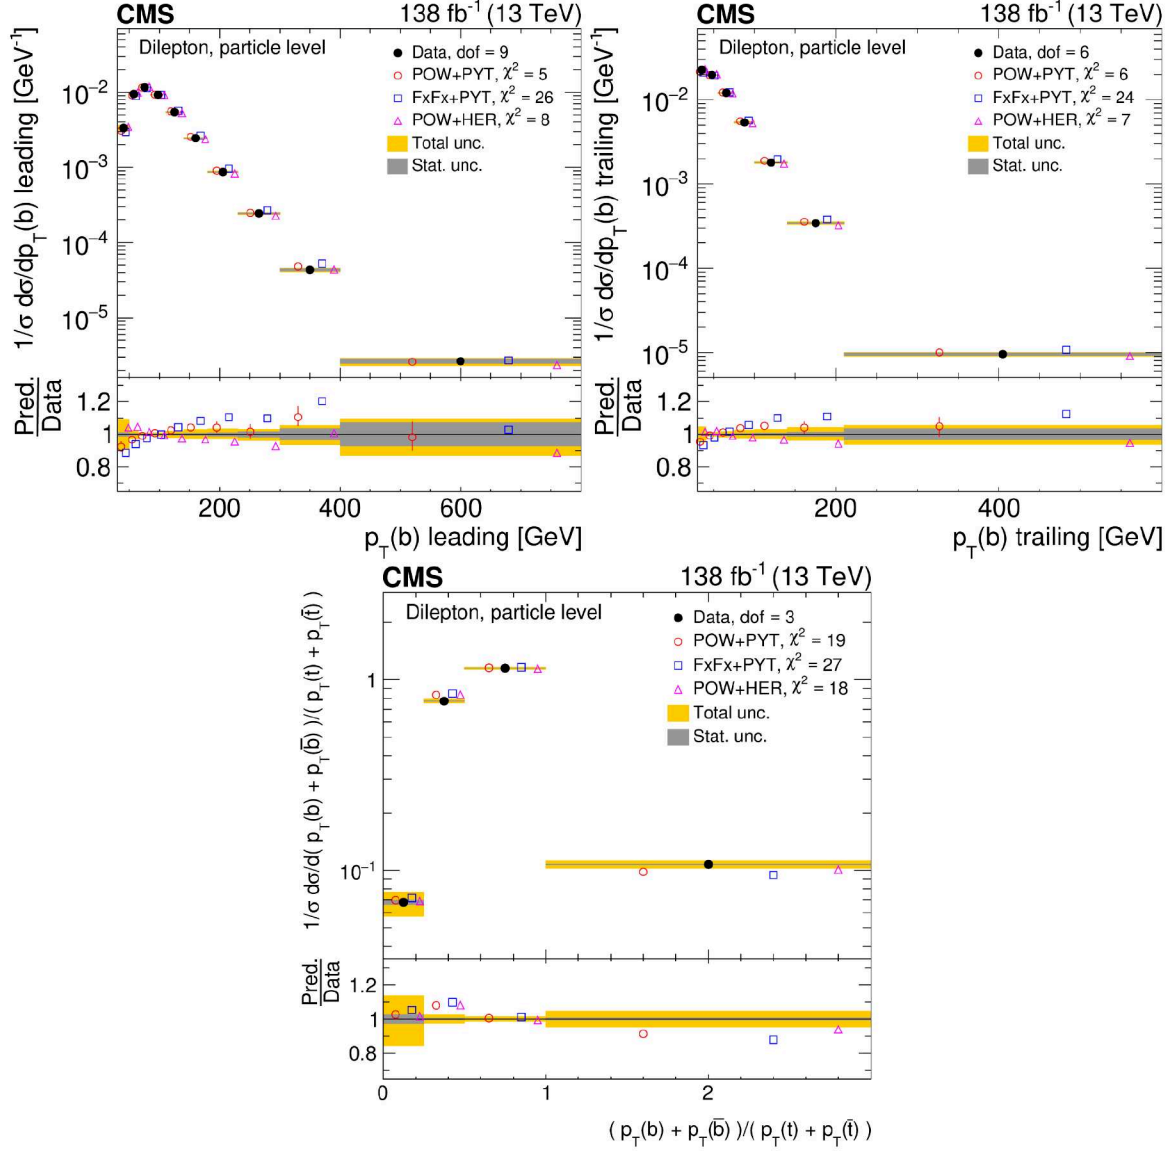 CMS 138 fb⁻¹ (13 TeV)
Dilepton, particle level
Data, dof = 9
POW+PYT, χ² = 5
FxFx+PYT, χ² = 26
POW+HER, χ² = 8
Total unc.
Stat. unc.
1/σ dσ/dp_T(b) leading [GeV⁻¹]
10⁻²
10⁻³
10⁻⁴
10⁻⁵
Pred.
Data
1.2
1
0.8
200 400 600
p_T(b) leading [GeV]
CMS 138 fb⁻¹ (13 TeV)
Dilepton, particle level
Data, dof = 6
POW+PYT, χ² = 6
FxFx+PYT, χ² = 24
POW+HER, χ² = 7
Total unc.
Stat. unc.
1/σ dσ/dp_T(b) trailing [GeV⁻¹]
10⁻²
10⁻³
10⁻⁴
10⁻⁵
Pred.
Data
1.2
1
0.8
200 400
p_T(b) trailing [GeV]
CMS 138 fb⁻¹ (13 TeV)
Dilepton, particle level
Data, dof = 3
POW+PYT, χ² = 19
FxFx+PYT, χ² = 27
POW+HER, χ² = 18
Total unc.
Stat. unc.
1/σ dσ/d( p_T(b) + p_T(b̄) )/( p_T(t) + p_T(t̄) )
1
10⁻¹
Pred.
Data
1.2
1
0.8
0 1 2
( p_T(b) + p_T(b̄) )/( p_T(t) + p_T(t̄) )